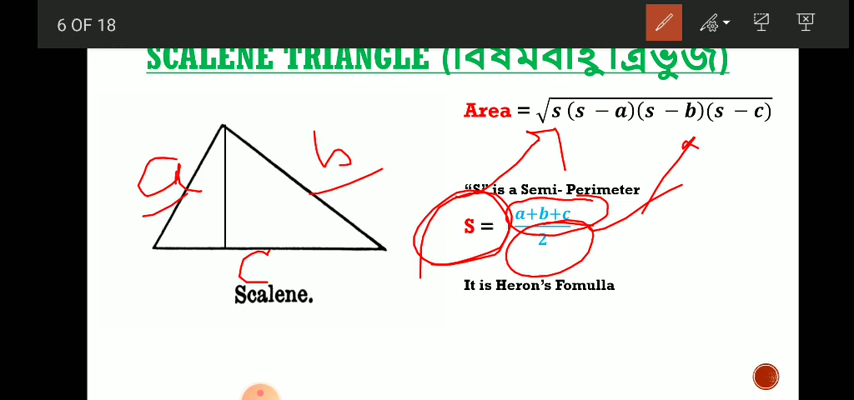 6 OF 18
SCALENE TRIANGLE (বিষমবাহু ত্রিভুজ)
Area = √s (s − a)(s − b)(s − c)
a
b
"S" is a Semi- Perimeter
S = a+b+c
2
C
Scalene.
It is Heron's Fomulla